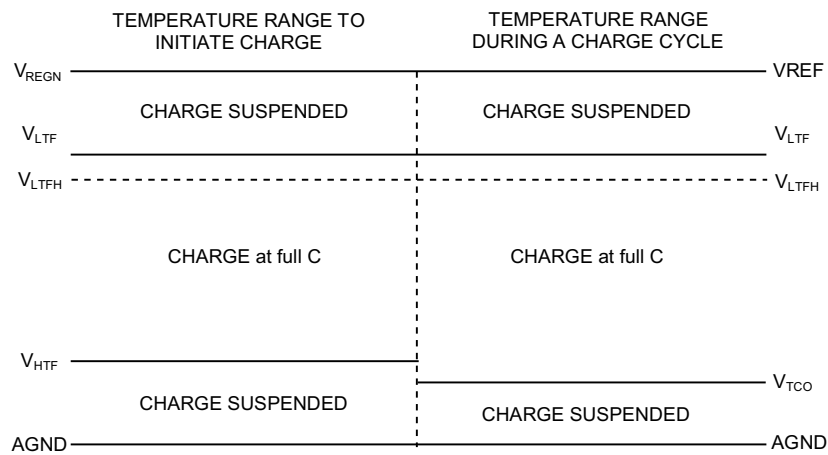 TEMPERATURE RANGE TO
INITIATE CHARGE
TEMPERATURE RANGE
DURING A CHARGE CYCLE
VREGN
VREF
CHARGE SUSPENDED
CHARGE SUSPENDED
VLTF
VLTF
VLTFH
VLTFH
CHARGE at full C
CHARGE at full C
VHTF
VTCO
CHARGE SUSPENDED
CHARGE SUSPENDED
AGND
AGND